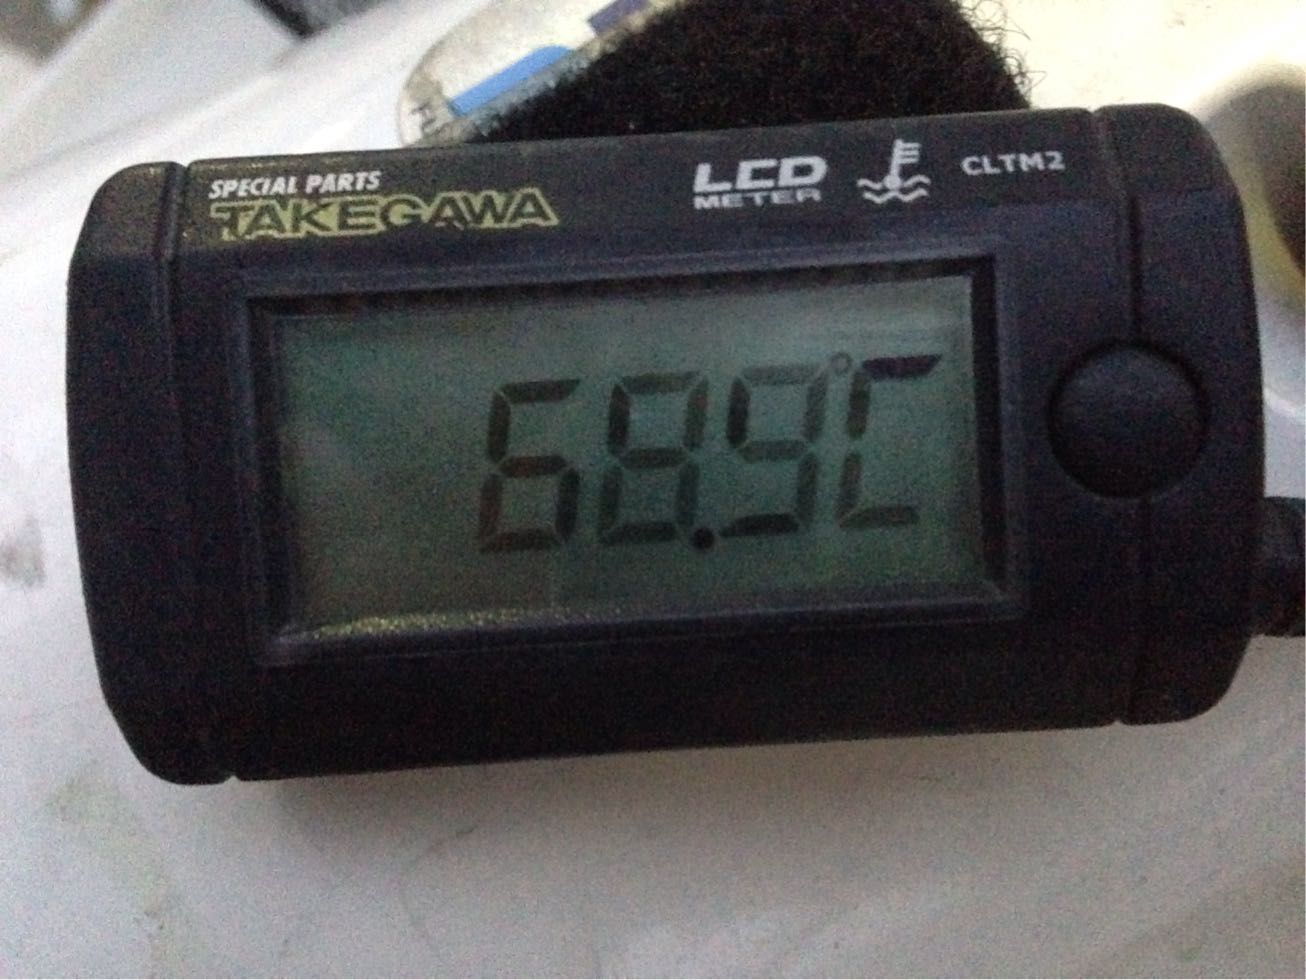 SPECIAL PARTS
TAKEGAWA
LCD
METER
CLTM2
68.9°C